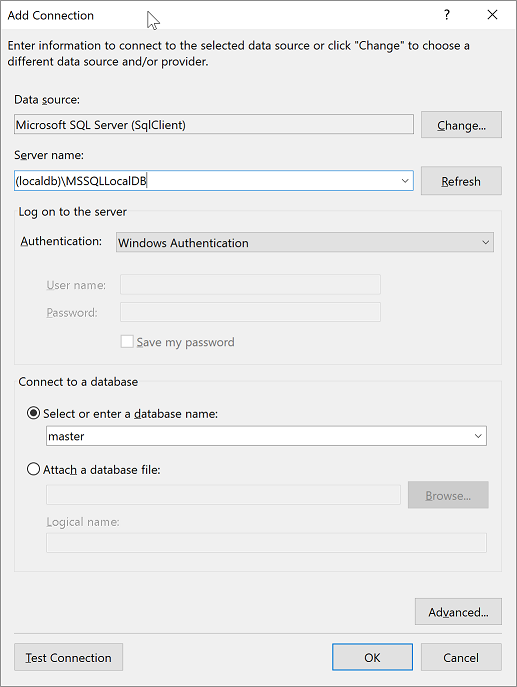 Add Connection ?
Enter information to connect to the selected data source or click "Change" to choose a
different data source and/or provider.
Data source:
Microsoft SQL Server (SqlClient) Change...
Server name:
(localdb)\MSSQLLocalDB Refresh
Log on to the server
Authentication: Windows Authentication
User name:
Password:
Save my password
Connect to a database
Select or enter a database name:
master
Attach a database file:
Browse...
Logical name:
Advanced...
Test Connection OK Cancel